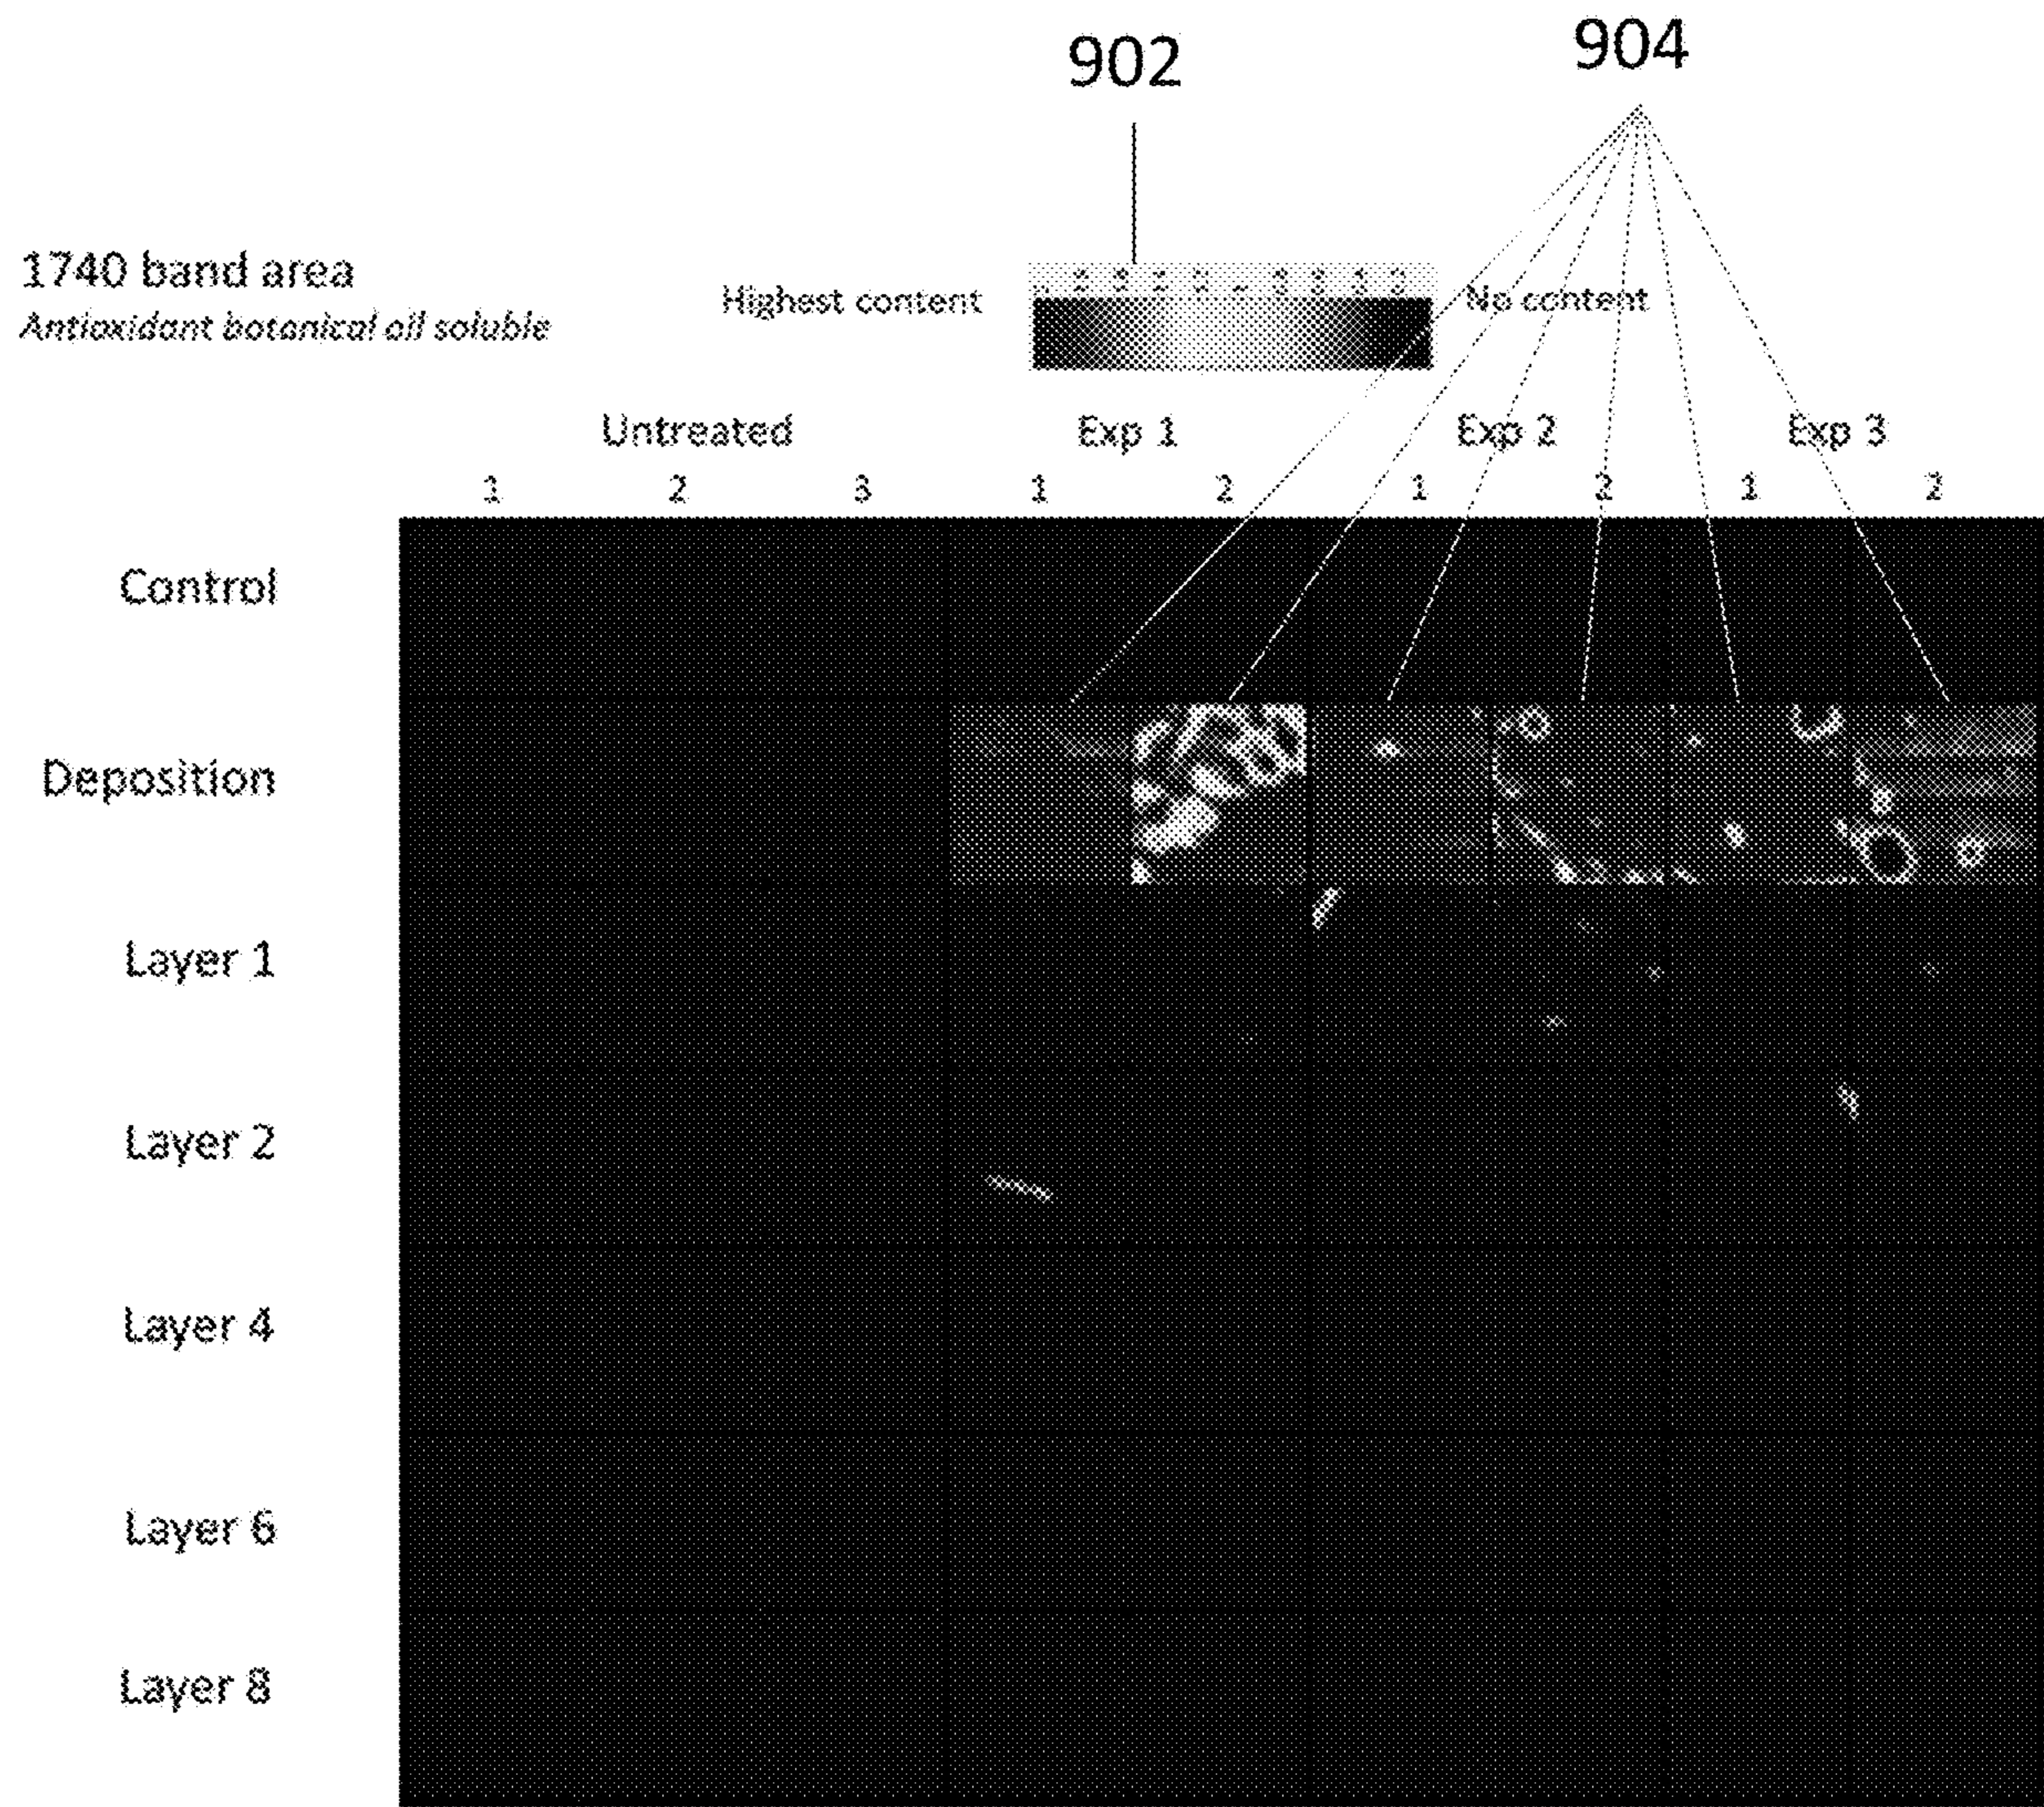 902 904
1740 band area
Antioxidant botanical oil soluble
Highest content No content
Untreated Exp 1 Exp 2 Exp 3
1 2 3 1 2 1 2 1 2
Control
Deposition
Layer 1
Layer 2
Layer 4
Layer 6
Layer 8